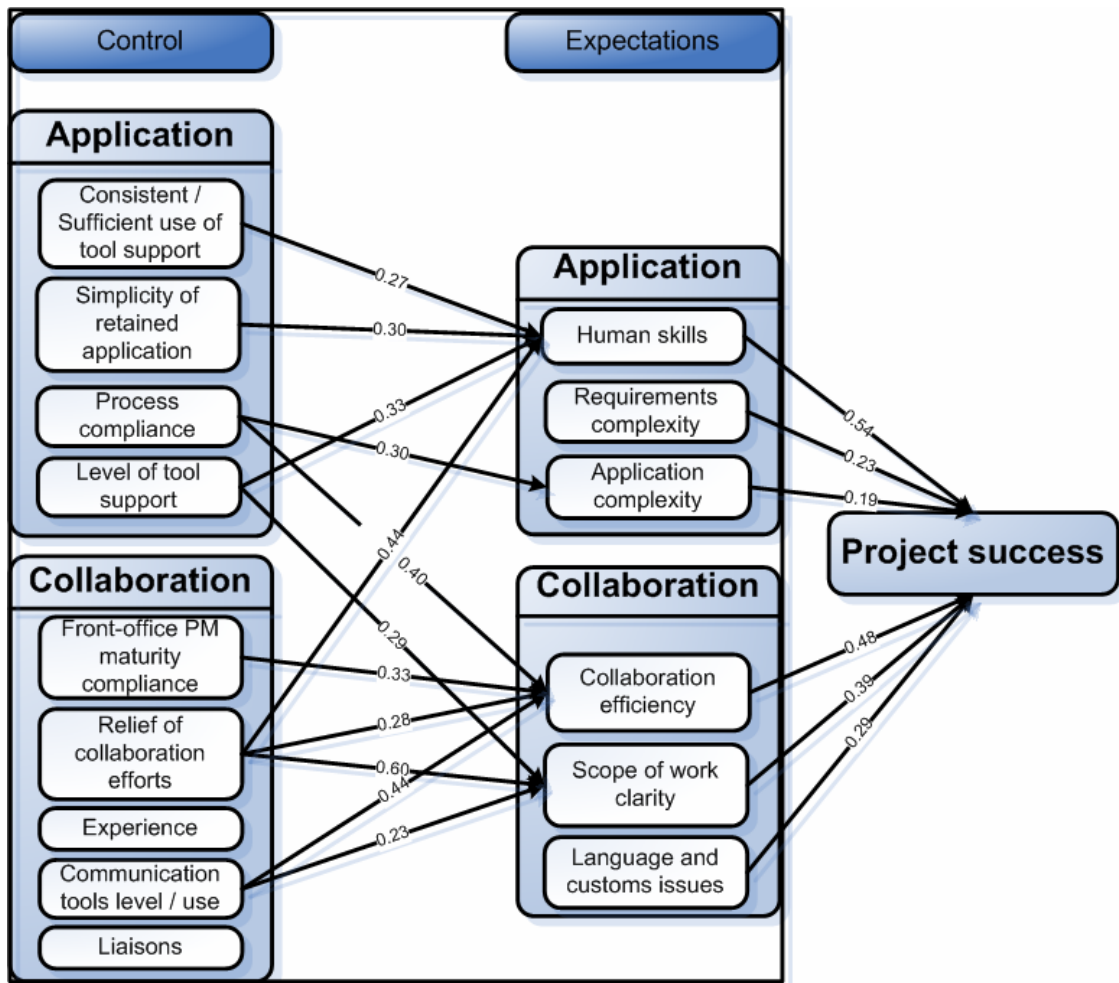 Control
Expectations
Application
Consistent /
Sufficient use of
tool support
Simplicity of
retained
application
Process
compliance
Level of tool
support
Collaboration
Front-office PM
maturity
compliance
Relief of
collaboration
efforts
Experience
Communication
tools level / use
Liaisons
0.27
0.30
0.33
0.30
0.44
0.40
0.29
0.33
0.28
0.60
0.44
0.23
Application
Human skills
Requirements
complexity
Application
complexity
Collaboration
Collaboration
efficiency
Scope of work
clarity
Language and
customs issues
0.54
0.23
0.19
0.48
0.39
0.29
Project success